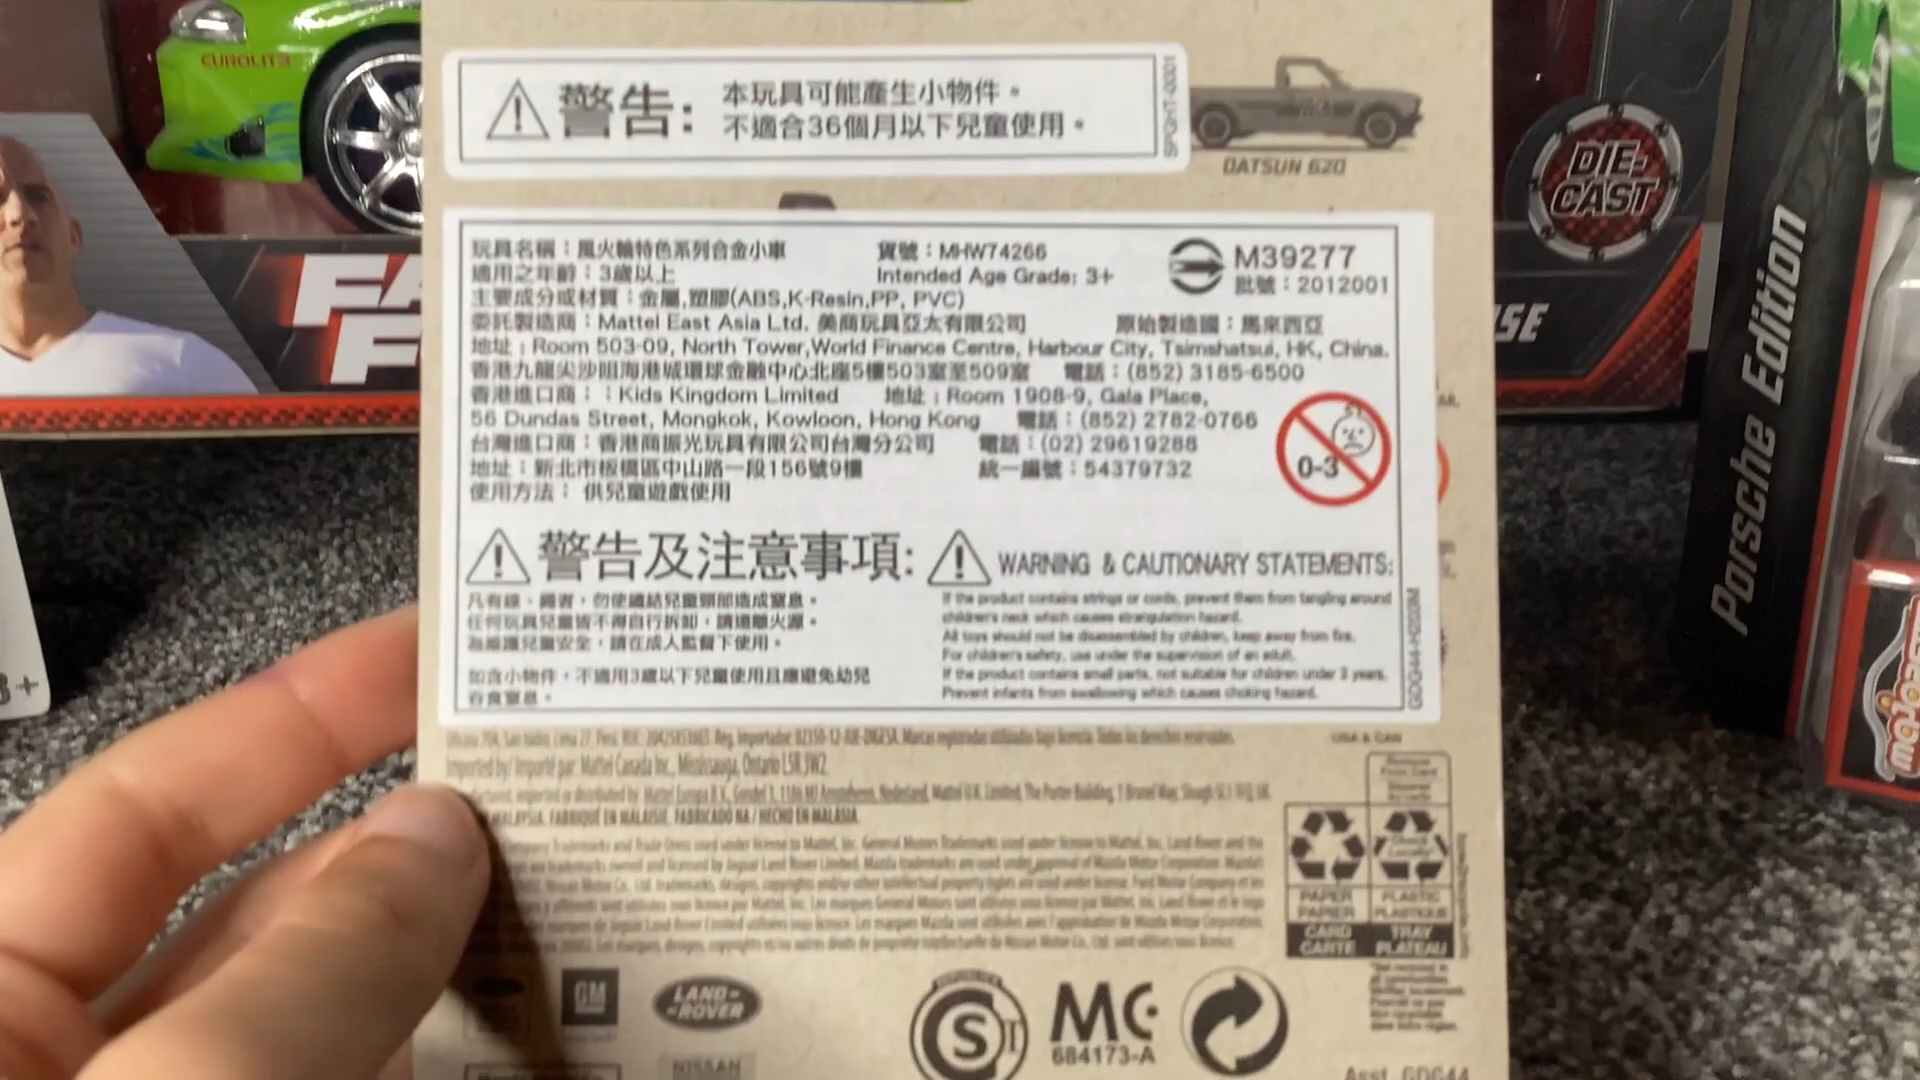 EUROLITE
警告:
本玩具可能產生小物件。
不適合36個月以下兒童使用。
SPGHT-0001
DATSUN 620
DIE-
CAST
FA
F
SE
Porsche Edition
3+
玩具名稱：風火輪特色系列合金小車 貨號：MHW74266
適用之年齡：3歲以上 Intended Age Grade: 3+
M39277
批號：2012001
主要成分或材質：金屬,塑膠(ABS,K-Resin,PP, PVC)
委託製造商：Mattel East Asia Ltd. 美商玩具亞太有限公司 原始製造國：馬來西亞
地址：Room 503-09, North Tower,World Finance Centre, Harbour City, Tsimshatsui, HK, China.
香港九龍尖沙咀海港城環球金融中心北座5樓503室至509室 電話：(852) 3185-6500
香港進口商：：Kids Kingdom Limited 地址：Room 1908-9, Gala Place,
56 Dundas Street, Mongkok, Kowloon, Hong Kong 電話：(852) 2782-0766
台灣進口商：香港商振光玩具有限公司台灣分公司 電話：(02) 29619288
地址：新北市板橋區中山路一段156號9樓 統一編號：54379732
使用方法： 供兒童遊戲使用
0-3
警告及注意事項:
凡有線、繩者，勿使纏結兒童頸部造成窒息。
任何玩具兒童皆不得自行拆卸，請遠離火源。
為維護兒童安全，請在成人監督下使用。
如含小物件，不適用3歲以下兒童使用且應避免幼兒
吞食窒息。
WARNING & CAUTIONARY STATEMENTS:
If the product contains strings or cords, prevent them from tangling around
children's neck which causes strangulation hazard.
All toys should not be disassembled by children, keep away from fire.
For children's safety, use under the supervision of an adult.
If the product contains small parts, not suitable for children under 3 years.
Prevent infants from swallowing which causes choking hazard.
GDG44-H203M
USA & CAN
Imported by/ Importé par: Mattel Canada Inc., Mississauga, Ontario L5R 3W2
MALAYSIA. FABRIQUÉ EN MALAISIE. FABRICADO NA / HECHO EN MALASIA.
PAPER
PAPIER
CARD
CARTE
PLASTIC
PLASTIQUE
TRAY
PLATEAU
GM
LAND-
-ROVER
NISSAN
S
MC
684173-A
Asst. GDG44
majorette